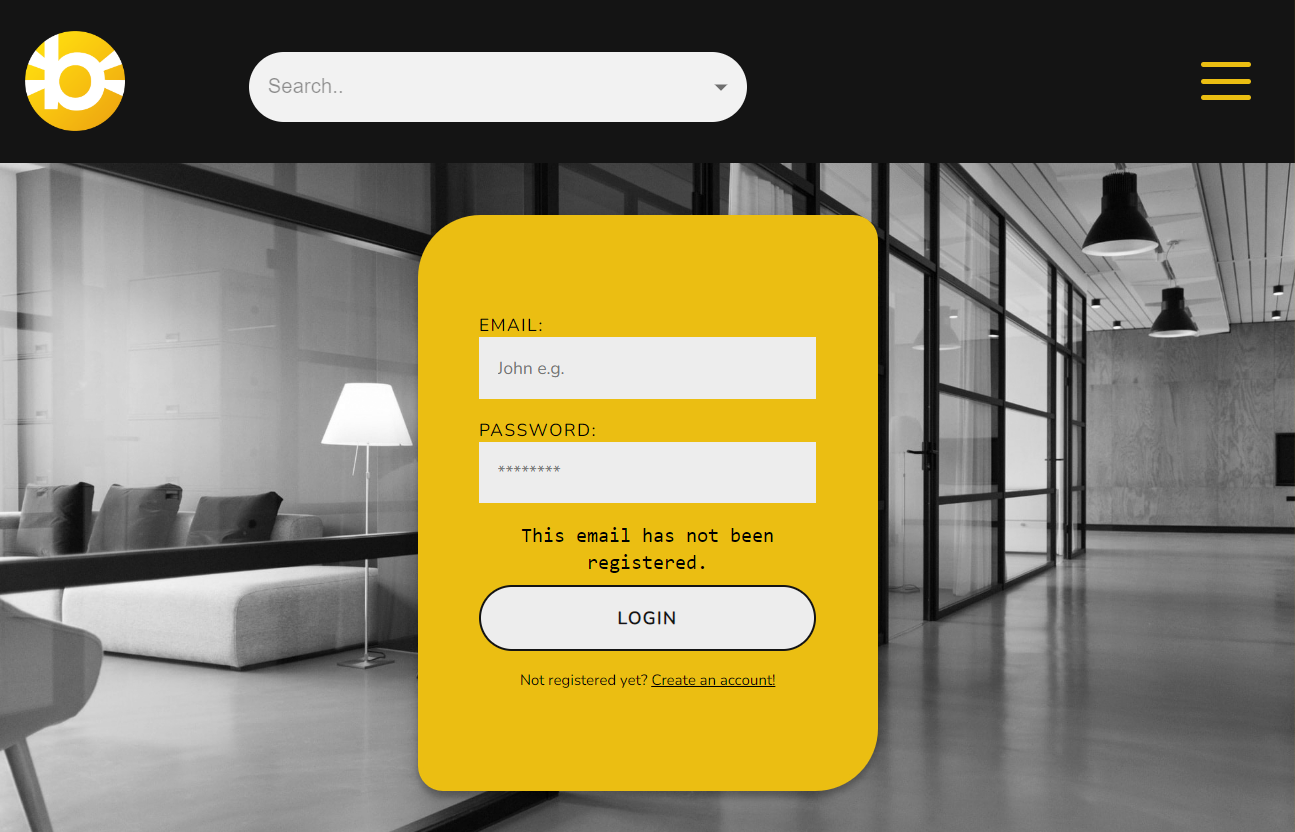 b
Search..
EMAIL:
John e.g.
PASSWORD:
********
This email has not been
registered.
LOGIN
Not registered yet? Create an account!